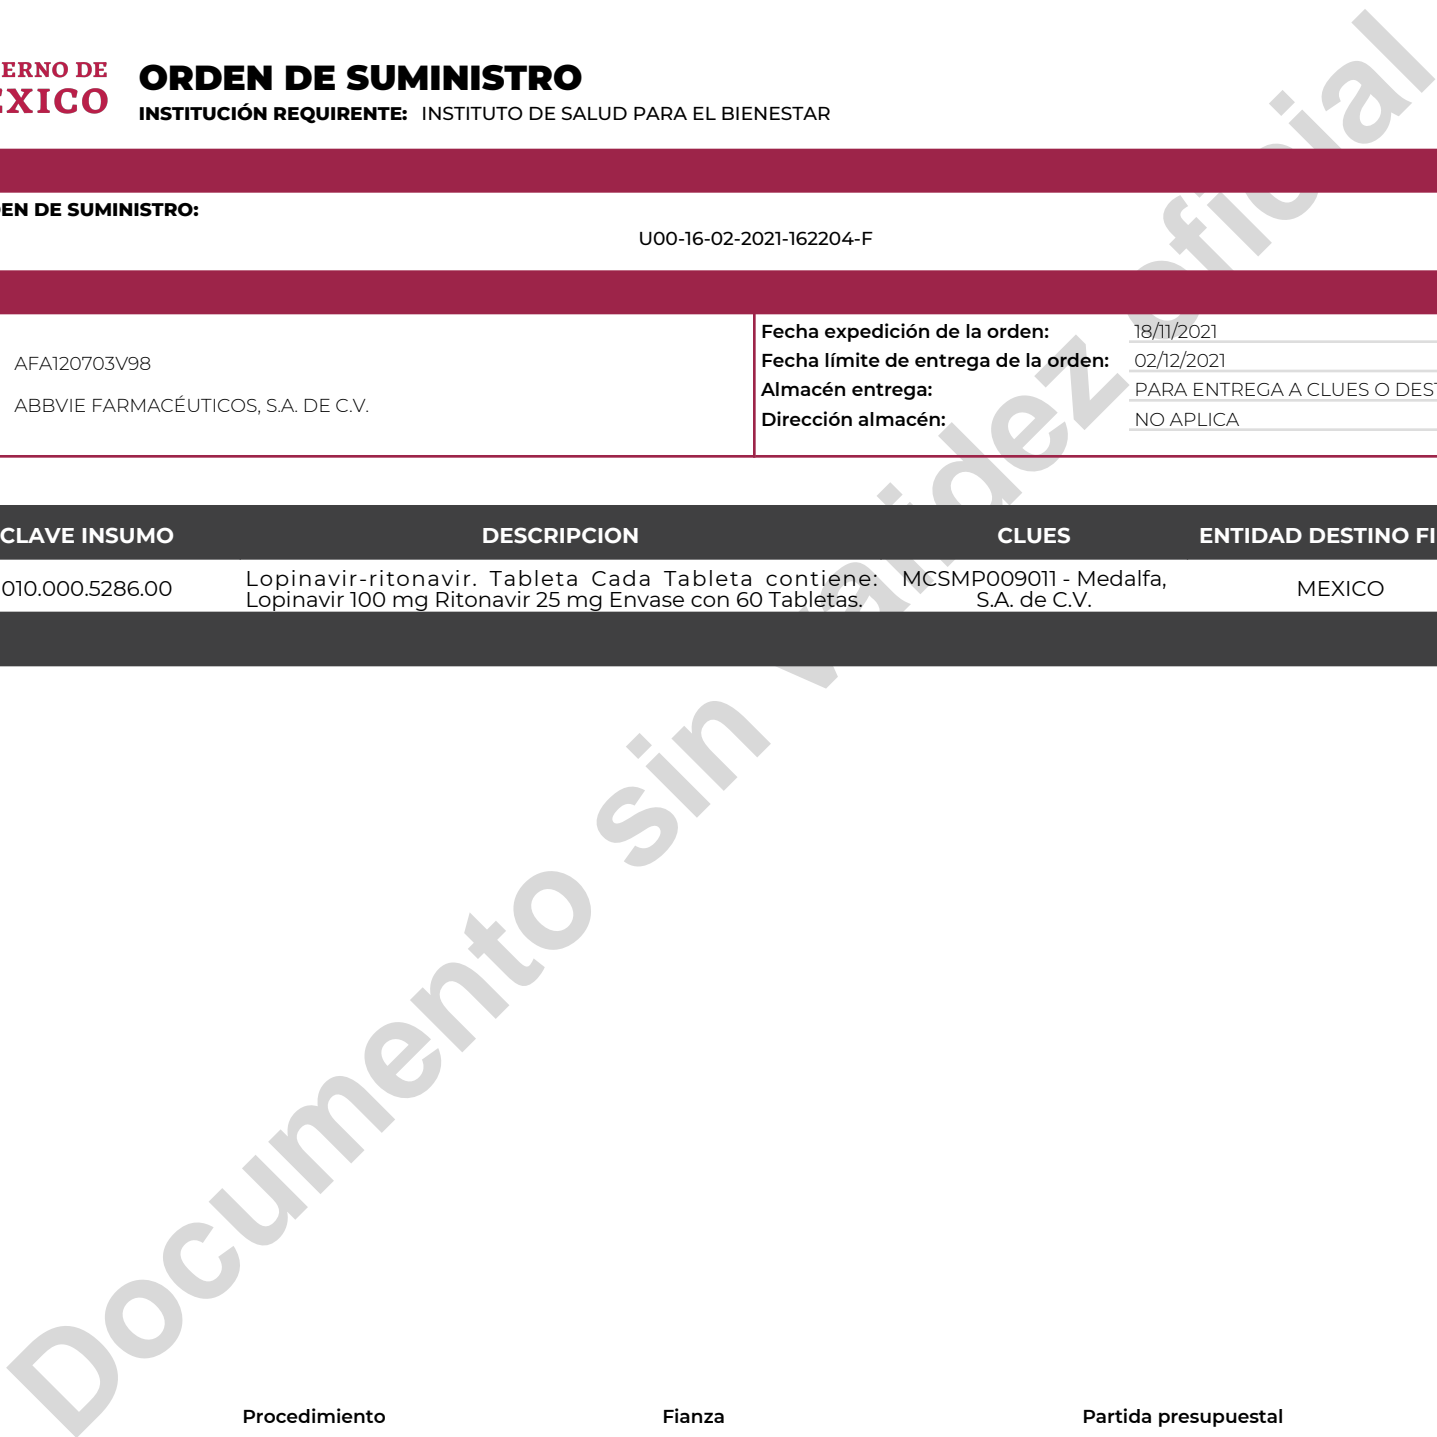 ERNO DE
EXICO
ORDEN DE SUMINISTRO
INSTITUCIÓN REQUIRENTE: INSTITUTO DE SALUD PARA EL BIENESTAR
EN DE SUMINISTRO:
U00-16-02-2021-162204-F
AFA120703V98
ABBVIE FARMACÉUTICOS, S.A. DE C.V.
Fecha expedición de la orden: 18/11/2021
Fecha límite de entrega de la orden: 02/12/2021
Almacén entrega: PARA ENTREGA A CLUES O DEST
Dirección almacén: NO APLICA
CLAVE INSUMO DESCRIPCION CLUES ENTIDAD DESTINO FI
010.000.5286.00
Lopinavir-ritonavir. Tableta Cada Tableta contiene:
Lopinavir 100 mg Ritonavir 25 mg Envase con 60 Tabletas.
MCSMP009011 - Medalfa,
S.A. de C.V.
MEXICO
Documento sin validez oficial
Procedimiento Fianza Partida presupuestal